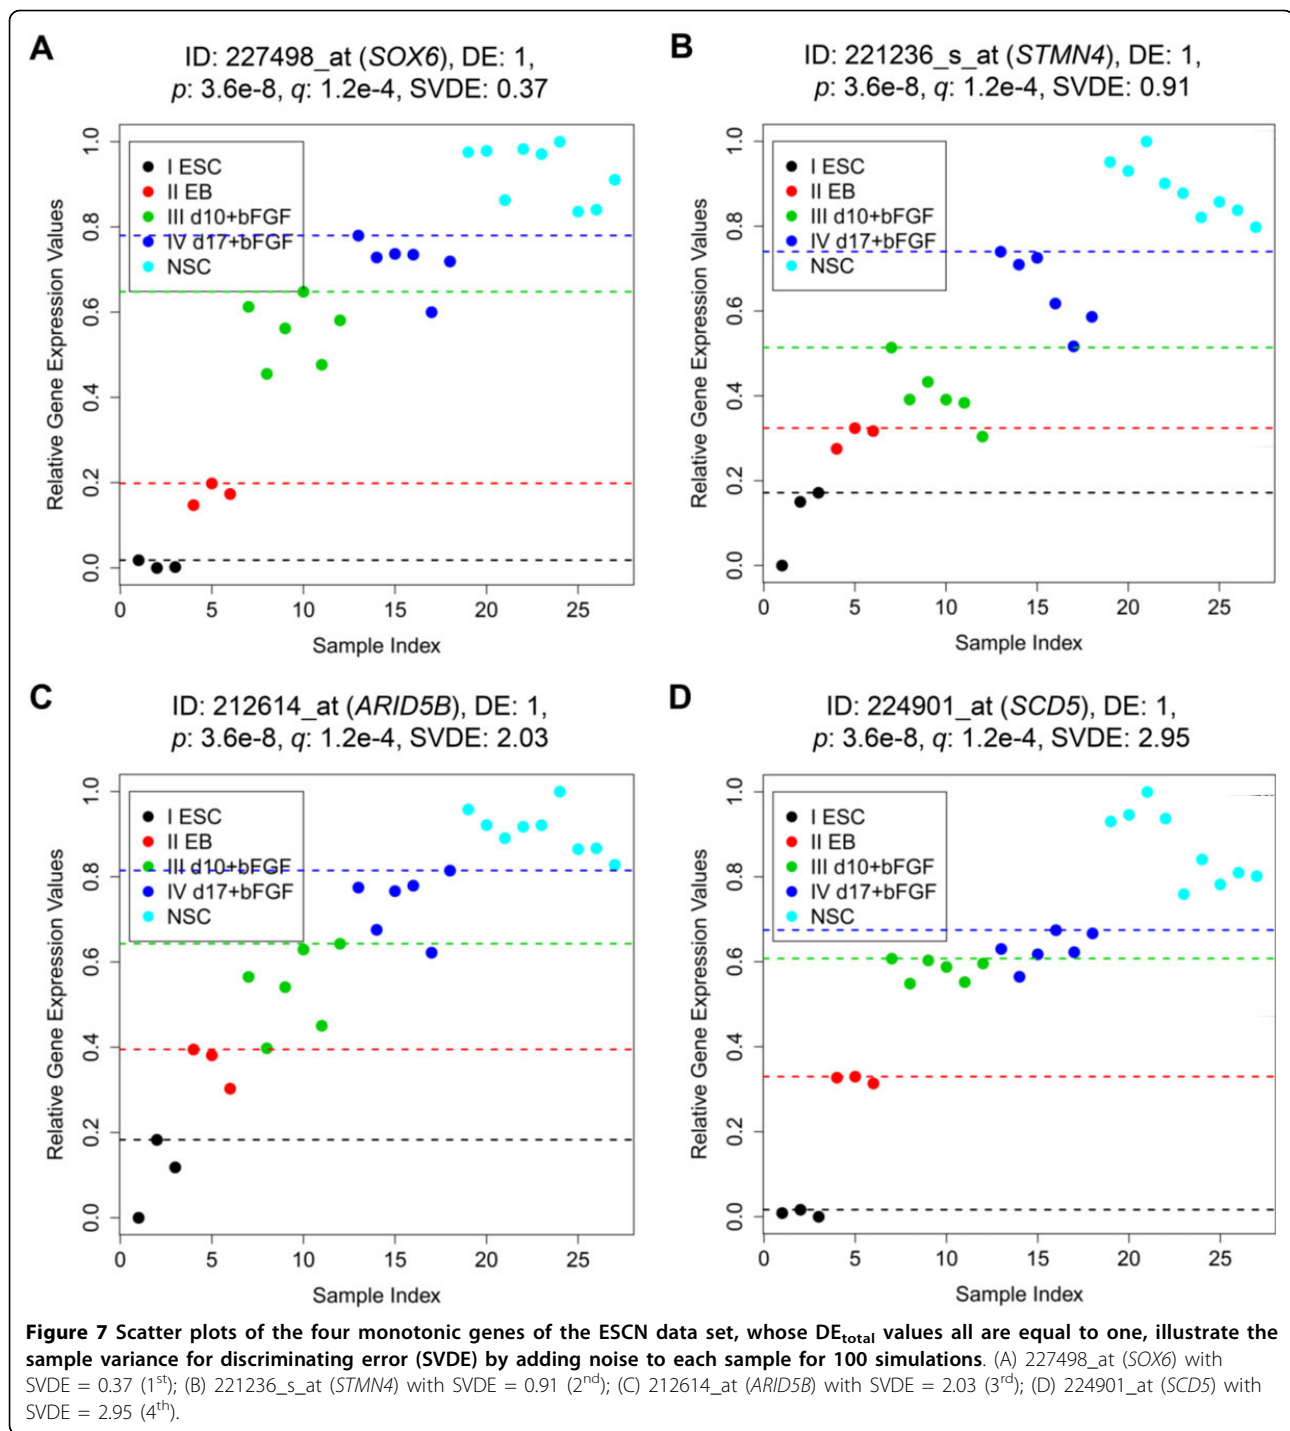 A
ID: 227498_at (SOX6), DE: 1,
p: 3.6e-8, q: 1.2e-4, SVDE: 0.37
Relative Gene Expression Values
1.0
0.8
0.6
0.4
0.2
0.0
I ESC
II EB
III d10+bFGF
IV d17+bFGF
NSC
0 5 10 15 20 25
Sample Index
B
ID: 221236_s_at (STMN4), DE: 1,
p: 3.6e-8, q: 1.2e-4, SVDE: 0.91
Relative Gene Expression Values
1.0
0.8
0.6
0.4
0.2
0.0
I ESC
II EB
III d10+bFGF
IV d17+bFGF
NSC
0 5 10 15 20 25
Sample Index
C
ID: 212614_at (ARID5B), DE: 1,
p: 3.6e-8, q: 1.2e-4, SVDE: 2.03
Relative Gene Expression Values
1.0
0.8
0.6
0.4
0.2
0.0
I ESC
II EB
III d10+bFGF
IV d17+bFGF
NSC
0 5 10 15 20 25
Sample Index
D
ID: 224901_at (SCD5), DE: 1,
p: 3.6e-8, q: 1.2e-4, SVDE: 2.95
Relative Gene Expression Values
1.0
0.8
0.6
0.4
0.2
0.0
I ESC
II EB
III d10+bFGF
IV d17+bFGF
NSC
0 5 10 15 20 25
Sample Index
Figure 7 Scatter plots of the four monotonic genes of the ESCN data set, whose DEtotal values all are equal to one, illustrate the
sample variance for discriminating error (SVDE) by adding noise to each sample for 100 simulations. (A) 227498_at (SOX6) with
SVDE = 0.37 (1st); (B) 221236_s_at (STMN4) with SVDE = 0.91 (2nd); (C) 212614_at (ARID5B) with SVDE = 2.03 (3rd); (D) 224901_at (SCD5) with
SVDE = 2.95 (4th).